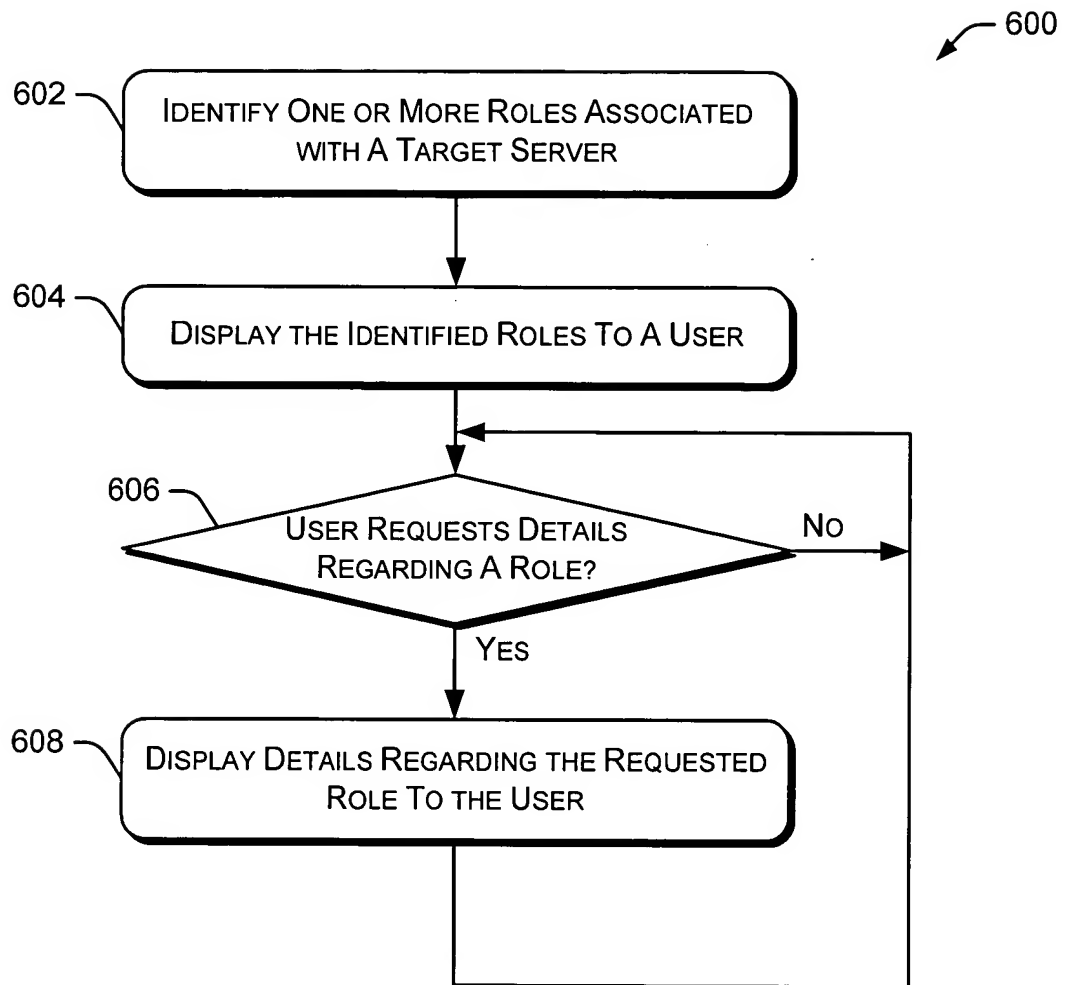 600
602
IDENTIFY ONE OR MORE ROLES ASSOCIATED
WITH A TARGET SERVER
604
DISPLAY THE IDENTIFIED ROLES TO A USER
606
USER REQUESTS DETAILS
REGARDING A ROLE?
NO
YES
608
DISPLAY DETAILS REGARDING THE REQUESTED
ROLE TO THE USER